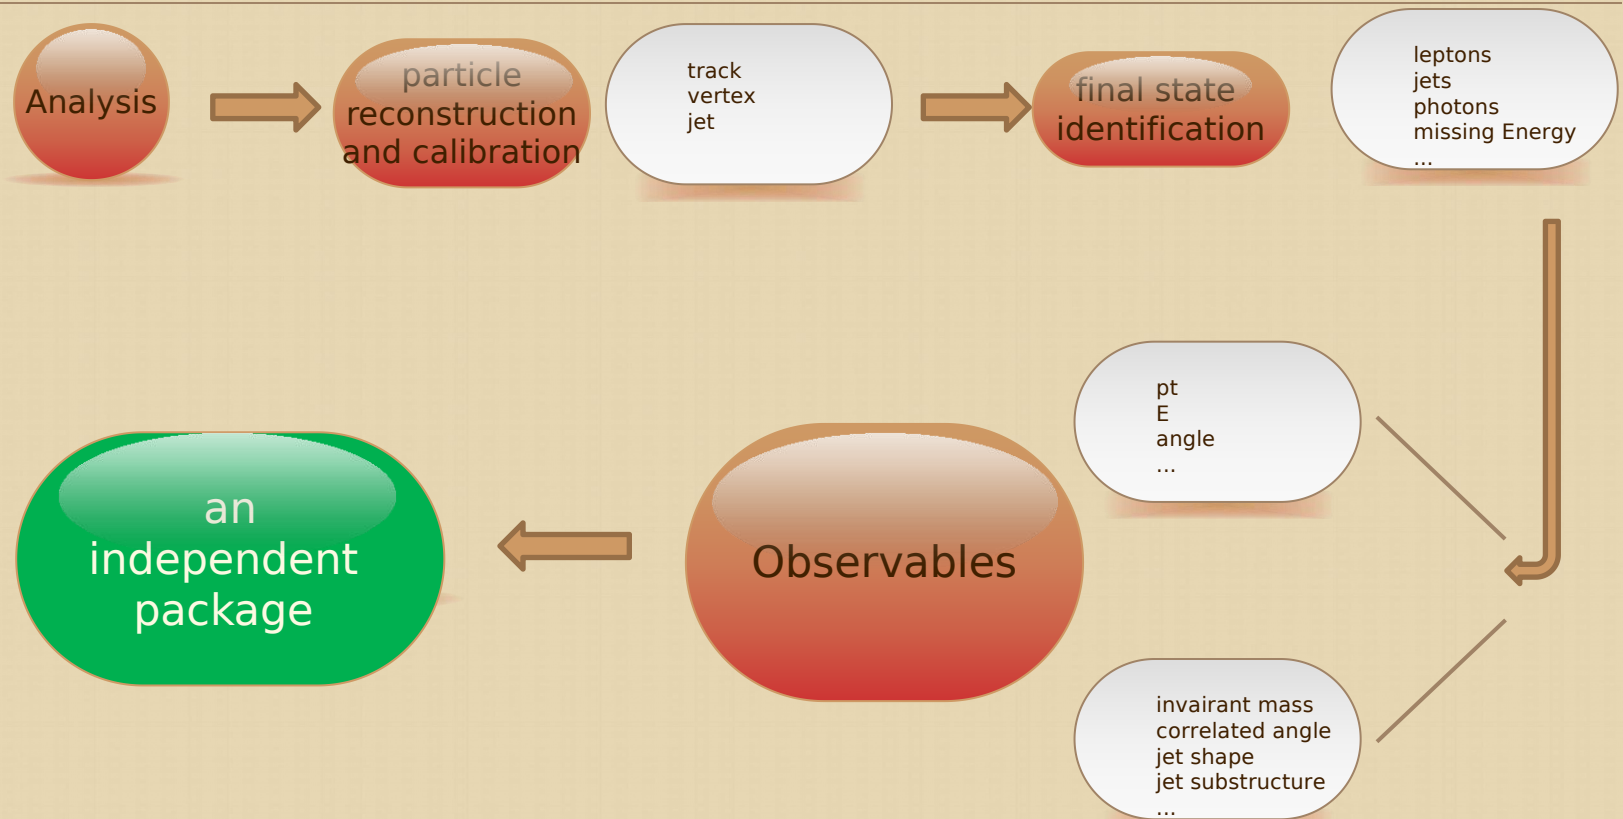 Analysis
particle
reconstruction
and calibration
track
vertex
jet
final state
identification
leptons
jets
photons
missing Energy
...
pt
E
angle
...
Observables
an
independent
package
invairant mass
correlated angle
jet shape
jet substructure
...